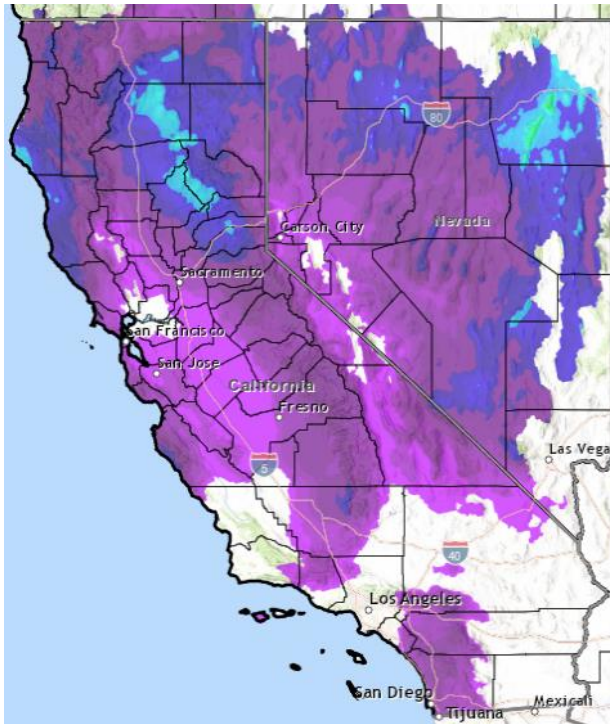 80
Nevada
Carson City
Sacramento
San Francisco
San Jose
California
Fresno
5
Las Vega
40
Los Angeles
San Diego
Tijuana
Mexicali